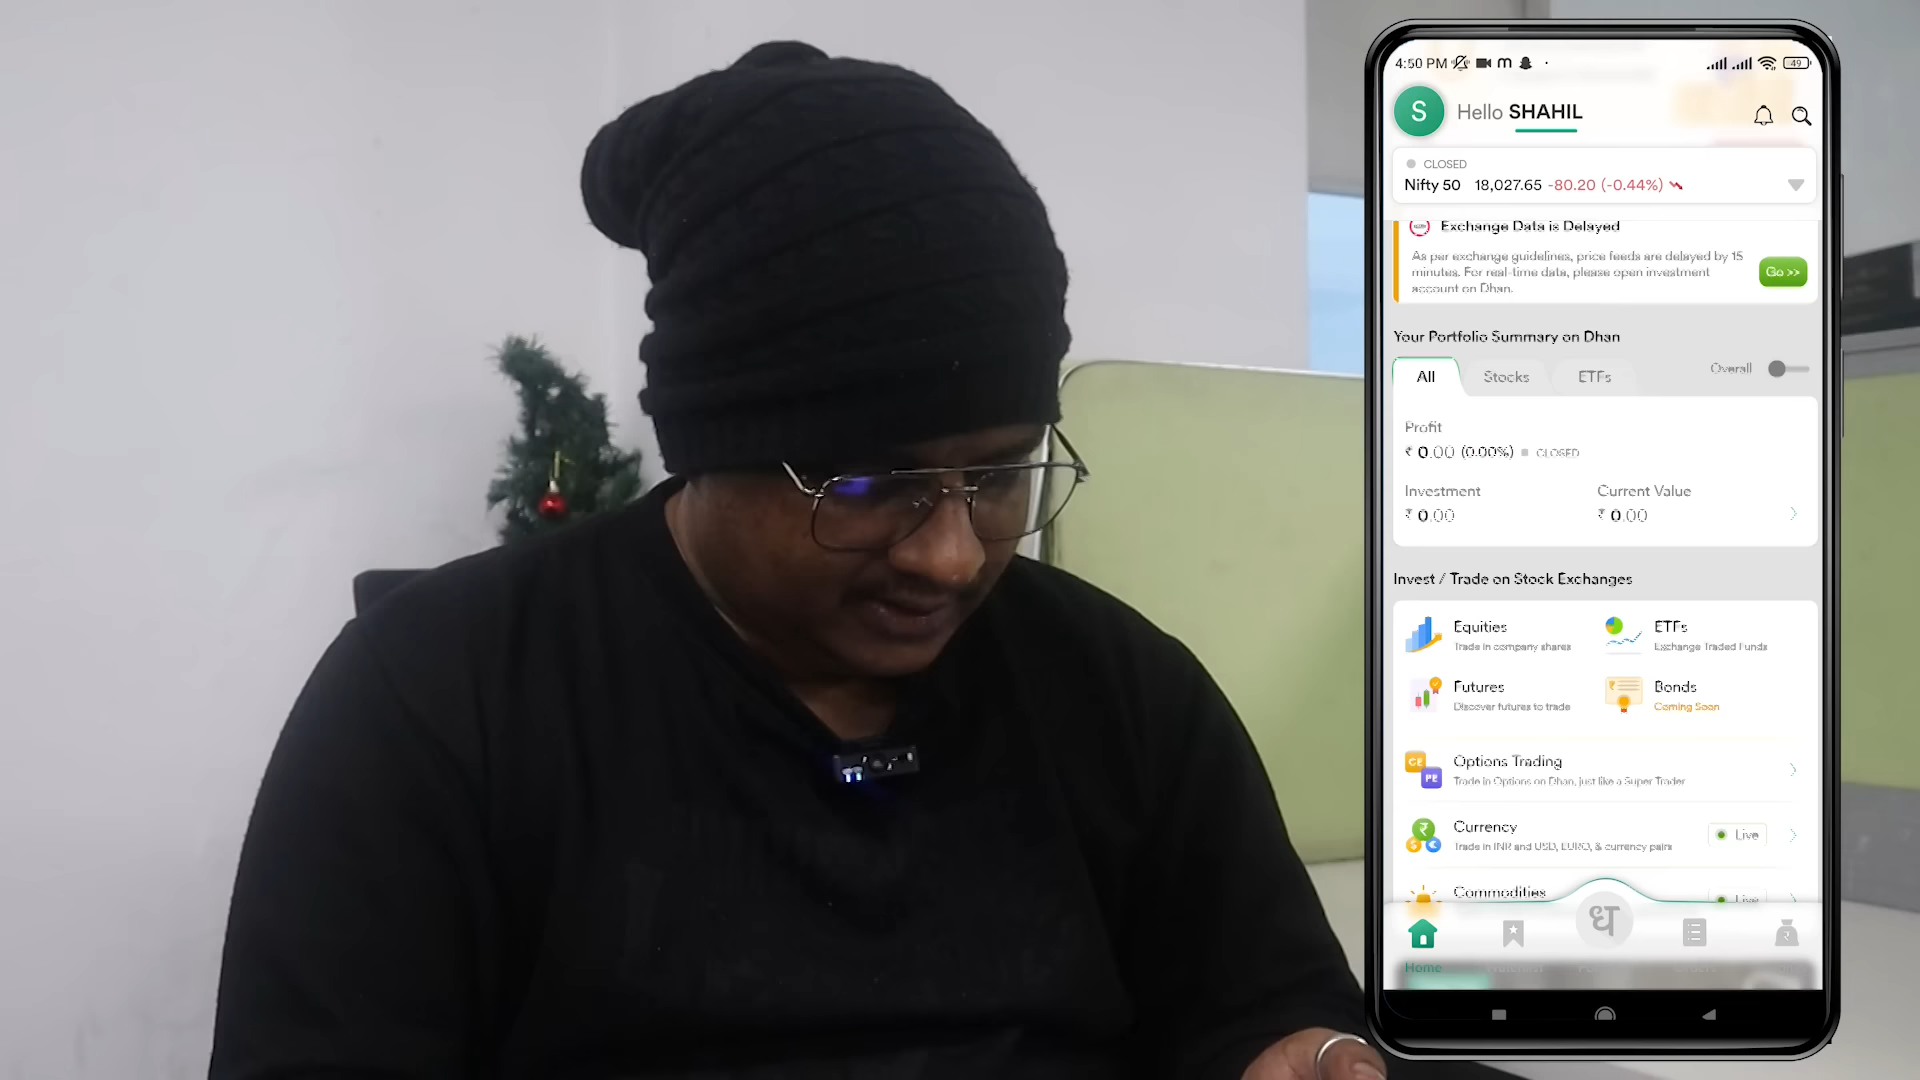 4:50 PM
49
S
Hello SHAHIL
CLOSED
Nifty 50 18,027.65 -80.20 (-0.44%)
Exchange Data is Delayed
As per exchange guidelines, price feeds are delayed by 15
minutes. For real-time data, please open investment
account on Dhan.
Go >>
Your Portfolio Summary on Dhan
All Stocks ETFs Overall
Profit
₹ 0.00 (0.00%) CLOSED
Investment Current Value
₹ 0.00 ₹ 0.00
Invest / Trade on Stock Exchanges
Equities
Trade in company shares
ETFs
Exchange Traded Funds
Futures
Discover futures to trade
Bonds
Coming Soon
CE
PE
Options Trading
Trade in Options on Dhan, just like a Super Trader
Currency
Trade in INR and USD, EURO, & currency pairs
Live
Commodities
Live
ध
Home